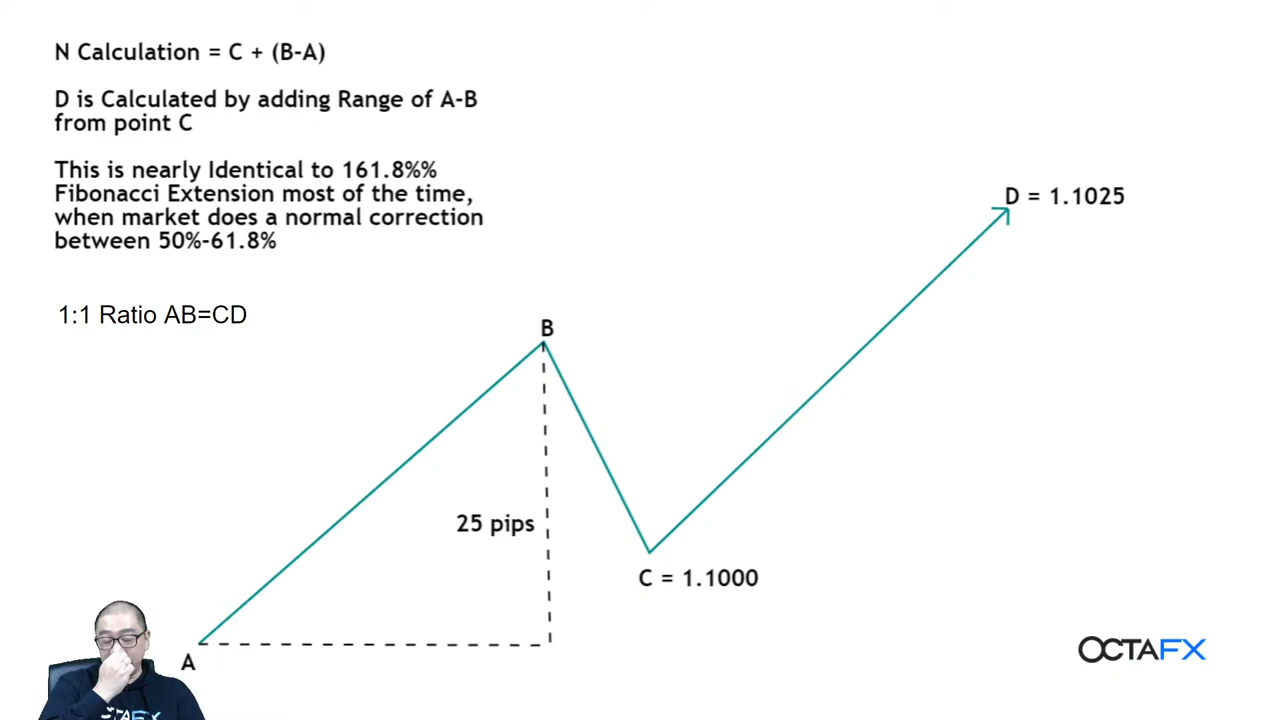 N Calculation = C + (B-A)
D is Calculated by adding Range of A-B
from point C
This is nearly Identical to 161.8%%
Fibonacci Extension most of the time,
when market does a normal correction
between 50%-61.8%
1:1 Ratio AB=CD
D = 1.1025
B
25 pips
C = 1.1000
A
OCTAFX
CTAFX